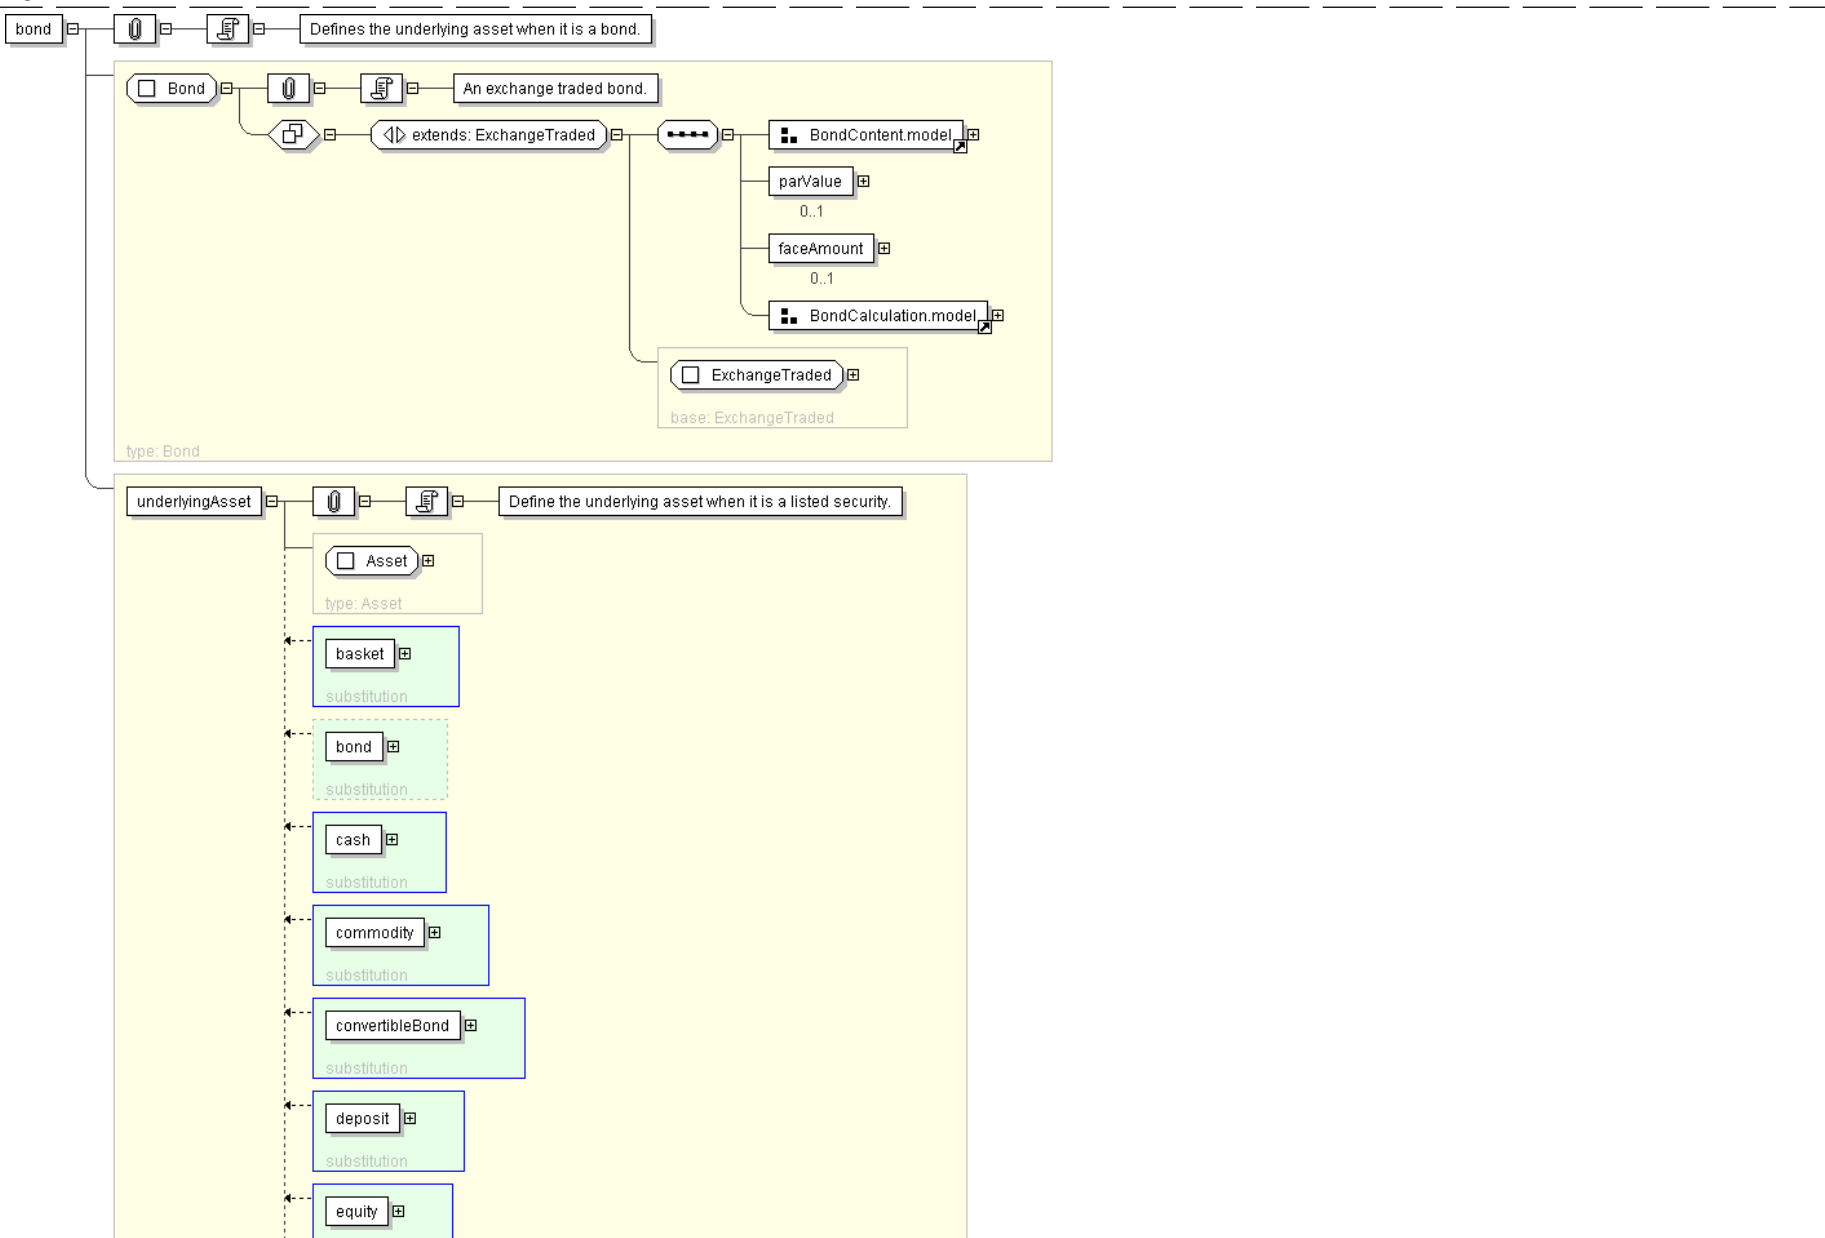 bond Defines the underlying asset when it is a bond.
Bond An exchange traded bond.
extends: ExchangeTraded BondContent.model
parValue
0..1
faceAmount
0..1
BondCalculation.model
ExchangeTraded
base: ExchangeTraded
type: Bond
underlyingAsset Define the underlying asset when it is a listed security.
Asset
type: Asset
basket
substitution
bond
substitution
cash
substitution
commodity
substitution
convertibleBond
substitution
deposit
substitution
equity